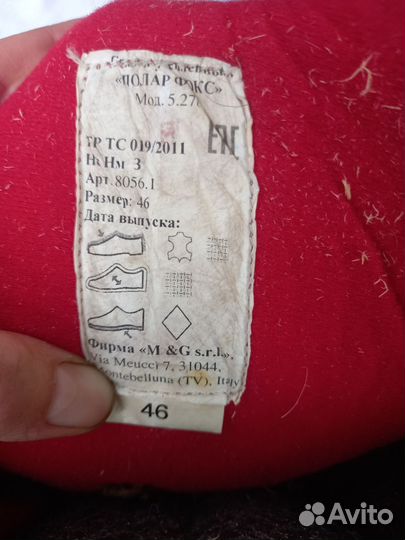 «ПОЛАР ФОКС»
Мод. 5.27
ТР ТС 019/2011
Нм З
Арт.8056.1
Размер: 46
Дата выпуска:
Фирма «M &G s.r.l.»,
Via Meucci 7, 31044,
Montebelluna (TV), Italy
46
Avito